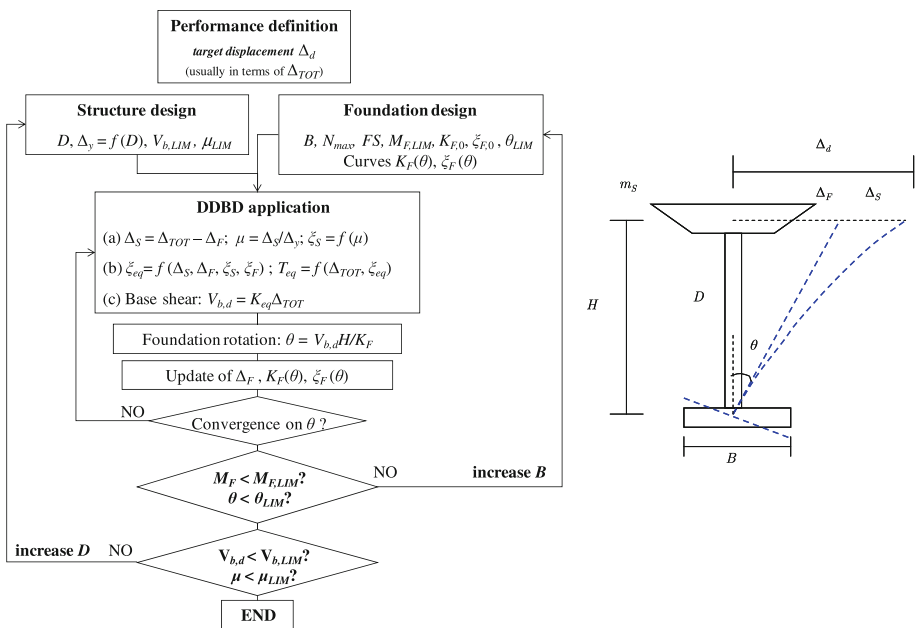 Performance definition
target displacement Δd
(usually in terms of ΔTOT)
Structure design
D, Δy = f (D), Vb,LIM , μLIM
Foundation design
B, Nmax, FS, MF,LIM, KF,0, ξF,0 , θLIM
Curves KF(θ), ξF (θ)
DDBD application
(a) ΔS = ΔTOT – ΔF; μ = ΔS/Δy; ξS = f (μ)
(b) ξeq= f (ΔS, ΔF, ξS, ξF) ; Teq = f(ΔTOT, ξeq)
(c) Base shear: Vb,d = KeqΔTOT
Foundation rotation: θ = Vb,dH/KF
Update of ΔF , KF(θ), ξF(θ)
NO
Convergence on θ ?
MF < MF,LIM?
θ < θLIM?
NO
increase B
increase D
NO
Vb,d < Vb,LIM?
μ < μLIM?
END
Δd
mS
ΔF ΔS
H
D
θ
B